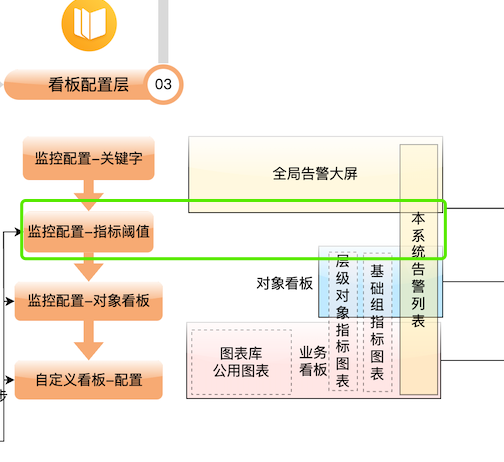 看板配置层
03
监控配置-关键字
监控配置-指标阈值
监控配置-对象看板
自定义看板-配置
步
全局告警大屏
本系统告警列表
对象看板
层级对象指标图表
基础组指标图表
图表库
公用图表
业务
看板